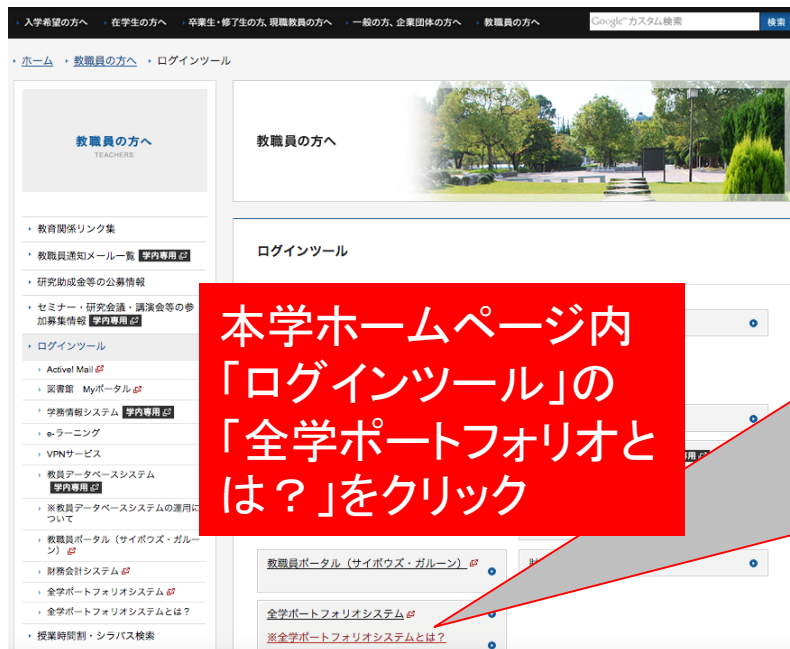 入学希望の方へ
在学生の方へ
卒業生・修了生の方、現職教員の方へ
一般の方、企業団体の方へ
教職員の方へ
Google™カスタム検索
検索
ホーム ・ 教職員の方へ ・ ログインツール
教職員の方へ
TEACHERS
教育関係リンク集
教職員通知メール一覧 学内専用
研究助成金等の公募情報
セミナー・研究会議・講演会等の参
加募集情報 学内専用
ログインツール
Active! Mail
図書館 Myポータル
学務情報システム 学内専用
e-ラーニング
VPNサービス
教員データベースシステム
学内専用
※教員データベースシステムの運用に
ついて
教職員ポータル（サイボウズ・ガルー
ン）
財務会計システム
全学ポートフォリオシステム
全学ポートフォリオシステムとは？
授業時間割・シラバス検索
教職員の方へ
ログインツール
本学ホームページ内
「ログインツール」の
「全学ポートフォリオと
は？」をクリック
教職員ポータル（サイボウズ・ガルーン）
全学ポートフォリオシステム
※全学ポートフォリオシステムとは？